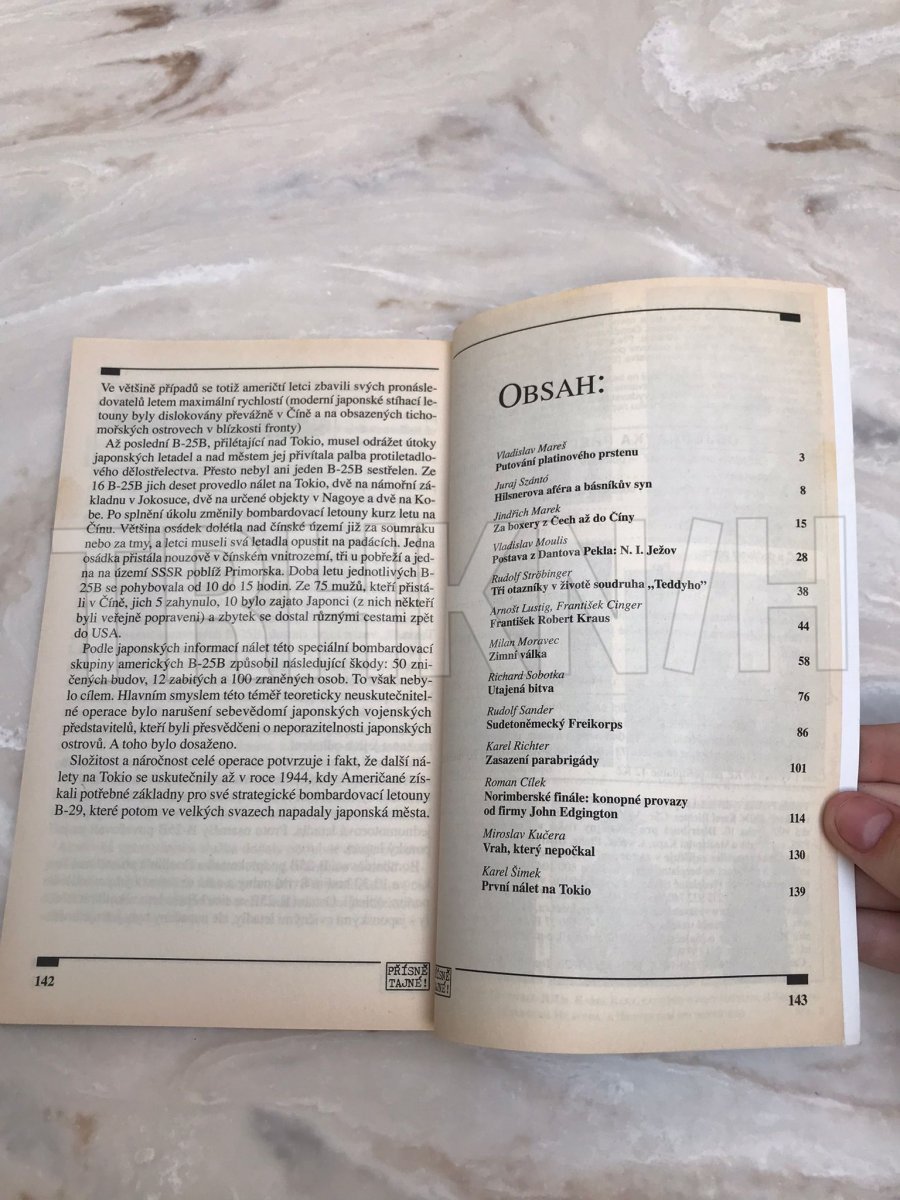 Ve většině případů se totiž američtí letci zbavili svých pronásle-
dovatelů letem maximální rychlostí (moderní japonské stíhací le-
touny byly dislokovány převážně v Číně a na obsazených ticho-
mořských ostrovech v blízkosti fronty)
Až poslední B-25B, přilétající nad Tokio, musel odrážet útoky
japonských letadel a nad městem jej přivítala palba protiletadlo-
vého dělostřelectva. Přesto nebyl ani jeden B-25B sestřelen. Ze
16 B-25B jich deset provedlo nálet na Tokio, dvě na námořní zá-
kladnu v Jokosuce, dvě na určené objekty v Nagoye a dvě na Ko-
be. Po splnění úkolu změnily bombardovací letouny kurz letu na
Čínu. Většina osádek dolétla nad čínské území již za soumraku
nebo za tmy, a letci museli svá letadla opustit na padácích. Jedna
osádka přistála nouzově v čínském vnitrozemí, tři u pobřeží a jed-
na na území SSSR poblíž Primorska. Doba letu jednotlivých B-
25B se pohybovala od 10 do 15 hodin. Ze 75 mužů, kteří přistá-
li v Číně, jich 5 zahynulo, 10 bylo zajato Japonci (z nich někteří
byli veřejně popraveni) a zbytek se dostal různými cestami zpět
do USA.
Podle japonských informací nálet této speciální bombardovací
skupiny amerických B-25B způsobil následující škody: 50 zni-
čených budov, 12 zabitých a 100 zraněných osob. To však neby-
lo cílem. Hlavním smyslem této téměř teoreticky neuskutečnitel-
né operace bylo narušení sebevědomí japonských vojenských
představitelů, kteří byli přesvědčeni o neporazitelnosti japonských
ostrovů. A toho bylo dosaženo.
Složitost a náročnost celé operace potvrzuje i fakt, že další ná-
lety na Tokio se uskutečnily až v roce 1944, kdy Američané zís-
kali potřebné základny pro své strategické bombardovací letouny
B-29, které potom ve velkých svazech napadaly japonská města.
142
PŘÍSNĚ
TAJNÉ!
OBSAH:
Vladislav Mareš
Putování platinového prstenu 3
Juraj Szántó
Hilsnerova aféra a básníkův syn 8
Jindřich Marek
Za boxery z Čech až do Číny 15
Vladislav Moulis
Postava z Dantova Pekla: N. I. Ježov 28
Rudolf Ströbinger
Tři otazníky v životě soudruha „Teddyho" 38
Arnošt Lustig, František Cinger
František Robert Kraus 44
Milan Moravec
Zimní válka 58
Richard Sobotka
Utajená bitva 76
Rudolf Sander
Sudetoněmecký Freikorps 86
Karel Richter
Zasazení parabrigády 101
Roman Cílek
Norimberské finále: konopné provazy
od firmy John Edgington 114
Miroslav Kučera
Vrah, který nepočkal 130
Karel Šimek
První nálet na Tokio 139
143